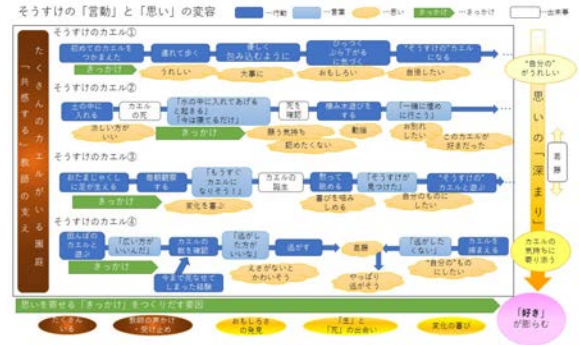 そうすけの「言動」と「思い」の変容
…行動
…言葉
…思い
きっかけ
…きっかけ
…出来事
たくさんのカエルがいる園庭
「共感する」教師の支え
そうすけのカエル①
初めてのカエルを
つかまえた
連れて歩く
優しく
包み込むように
ひっつく
ぶら下がる
に気づく
"そうすけの"カエル
になる
きっかけ
うれしい
大事に
おもしろい
自慢したい
そうすけのカエル②
土の中に
入れる
カエル
の死
「水の中に入れてあげる
と起きる」
「今は寝てるだけ」
死を
確認
積み木遊びを
する
「一緒に埋め
に行こう」
涼しい方が
いい
きっかけ
願う気持ち
認めたくない
動揺
お別れ
したい
このカエルが
好きだった
そうすけのカエル③
おたまじゃくし
に足が生える
毎朝観察
する
「もうすぐ
カエルに
なりそう！」
カエル
の
誕生
黙って
眺める
「そうすけが
見つけた」
"そうすけの"
カエルと遊ぶ
きっかけ
変化を喜ぶ
喜びを噛み
しめる
自分のものに
したい
そうすけのカエル④
田んぼの
カエルと
遊ぶ
「広い方が
いいんだ」
カエルの
数を確認
「逃がし
た方が
いいな」
逃がす
葛藤
「逃がした
くない」
カエルを
捕まえる
きっかけ
今まで死なせて
しまった経験
えさがないと
かわいそう
やっぱり
逃がそう
"自分の"もの
にしたい
"自分の"
がうれしい
思いの「深まり」
葛藤
カエルの
気持ちに
寄り添う
「好き」
が膨らむ
思いを寄せる「きっかけ」をつくりだす要因
たくさん
いる
教師の声かけ
・受け止め
おもしろさ
の発見
「生」と
「死」の出会い
変化の喜び